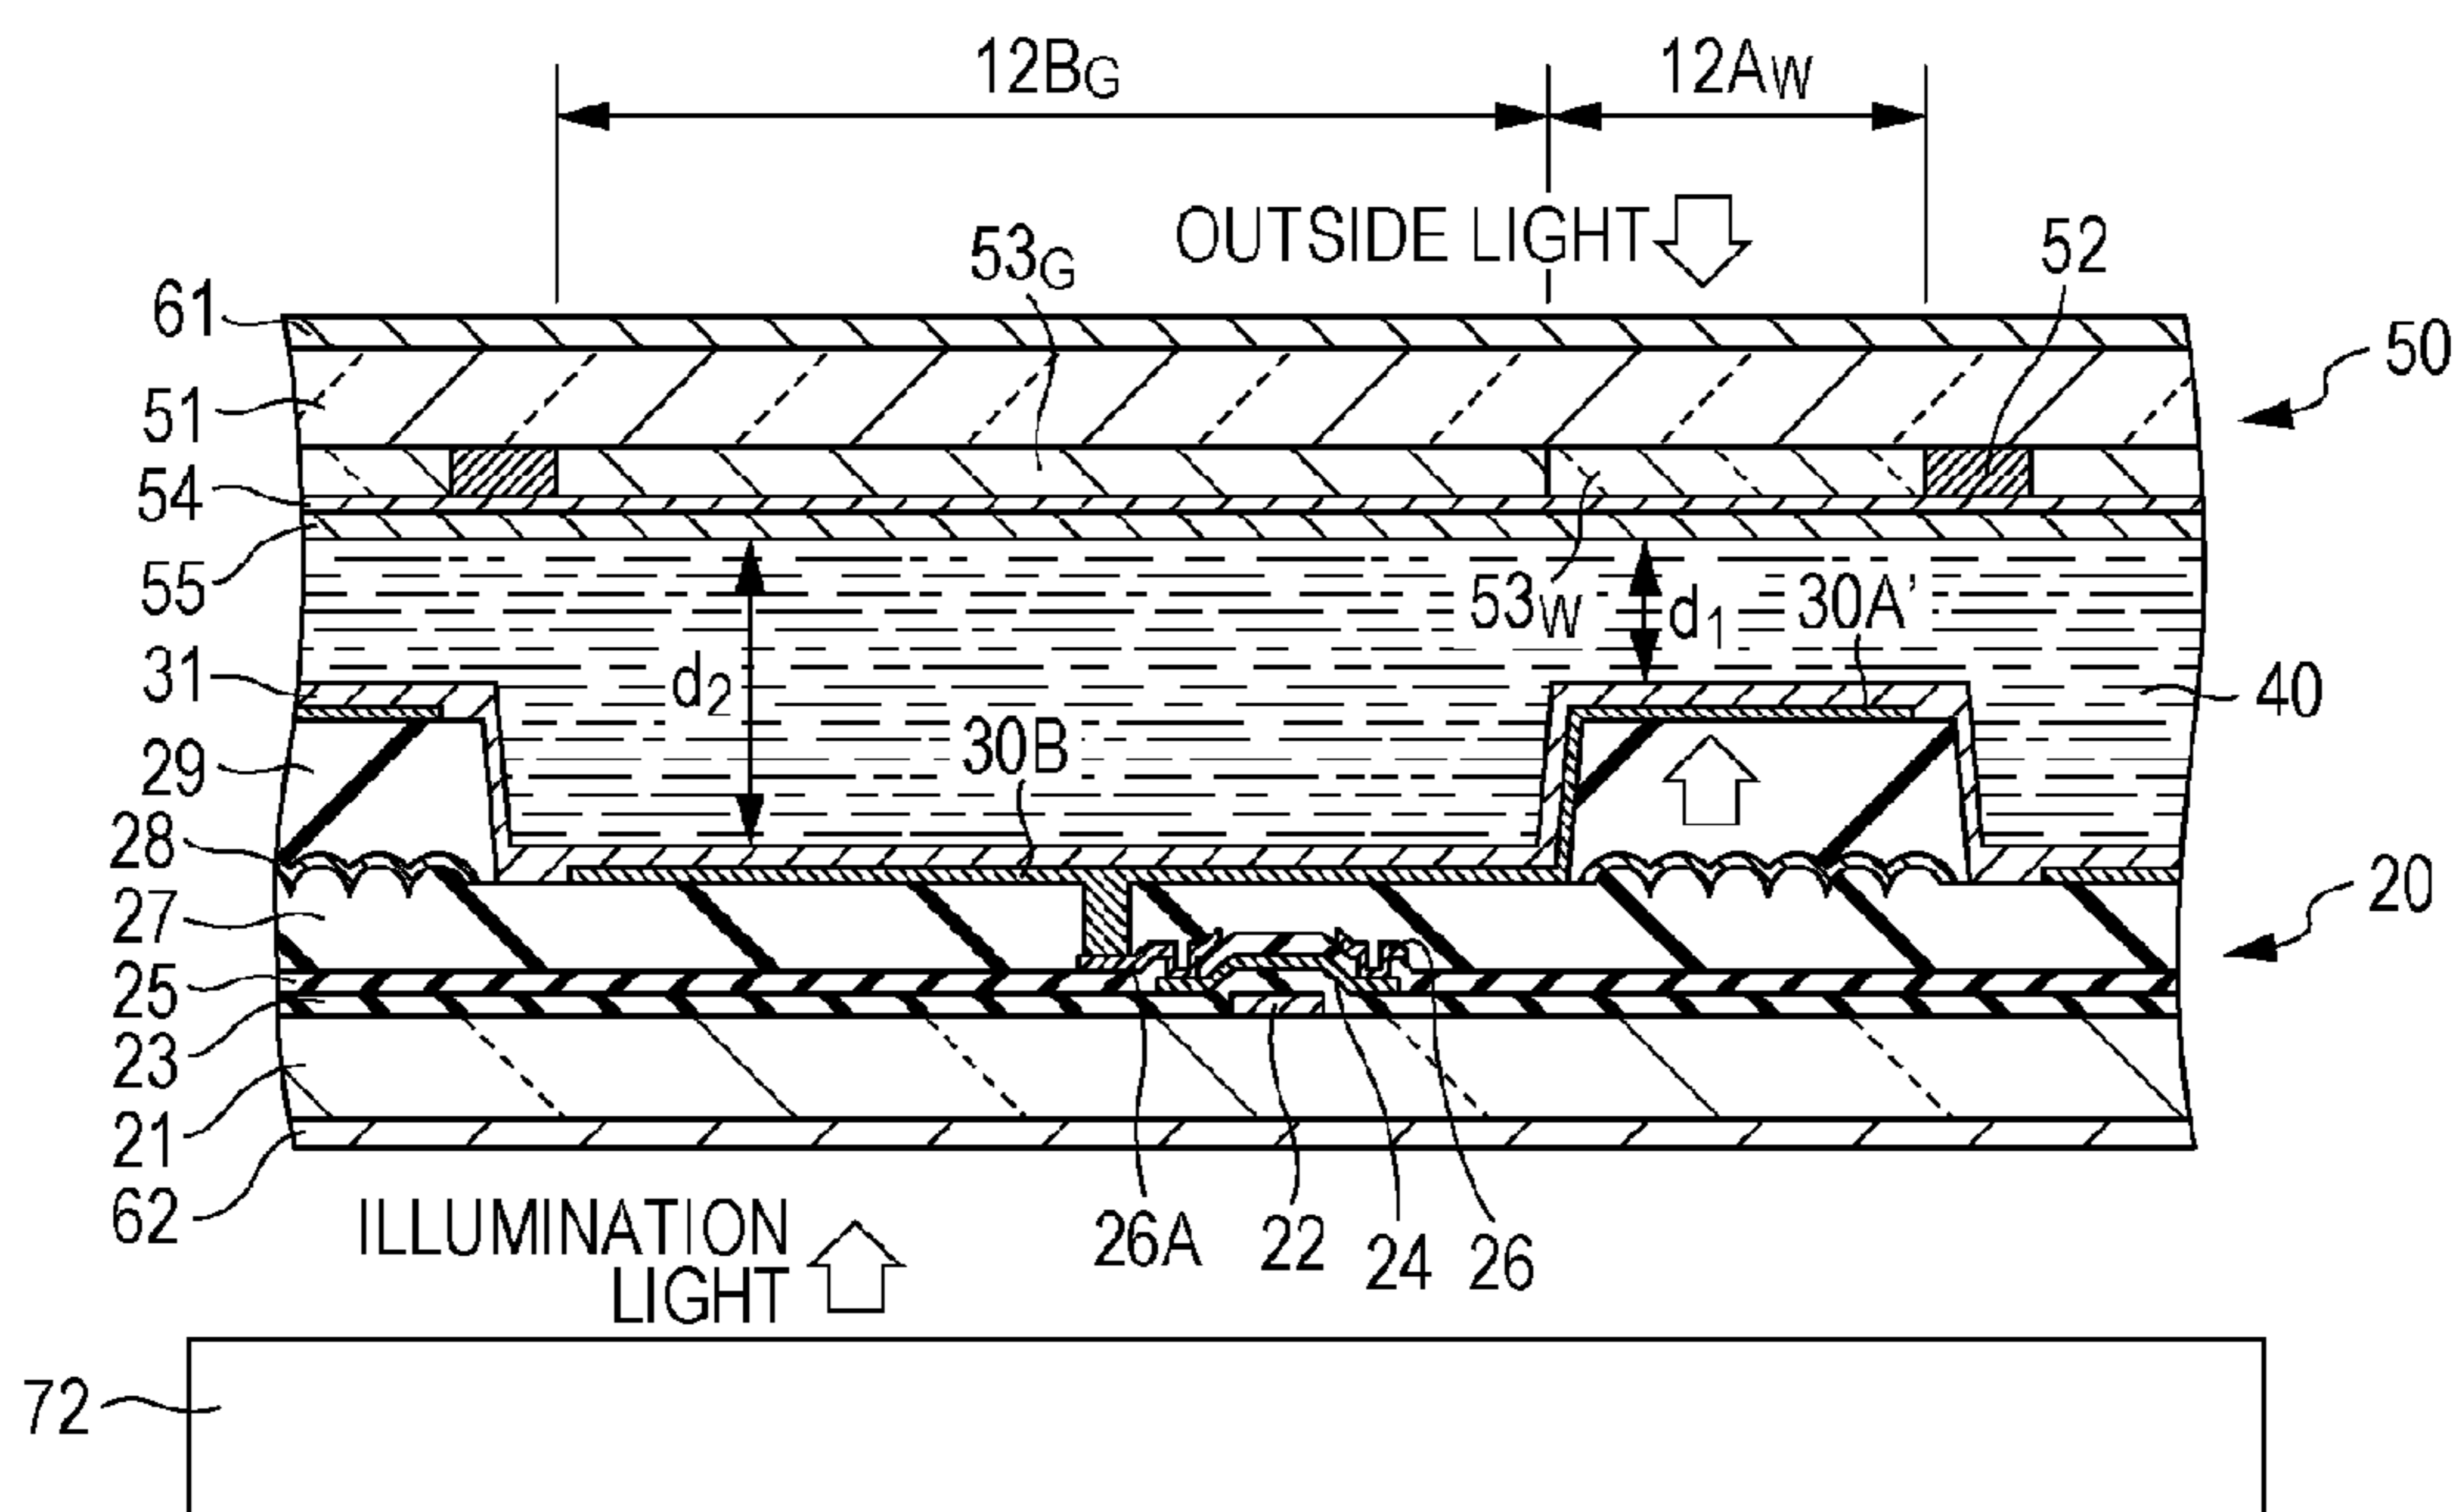 12BG 12AW
OUTSIDE LIGHT
53G
52
61
50
51
54
55
53W
d1
30A'
31
d2
40
29
30B
28
27
20
25
23
21
62
26A
22
24
26
ILLUMINATION
LIGHT
72